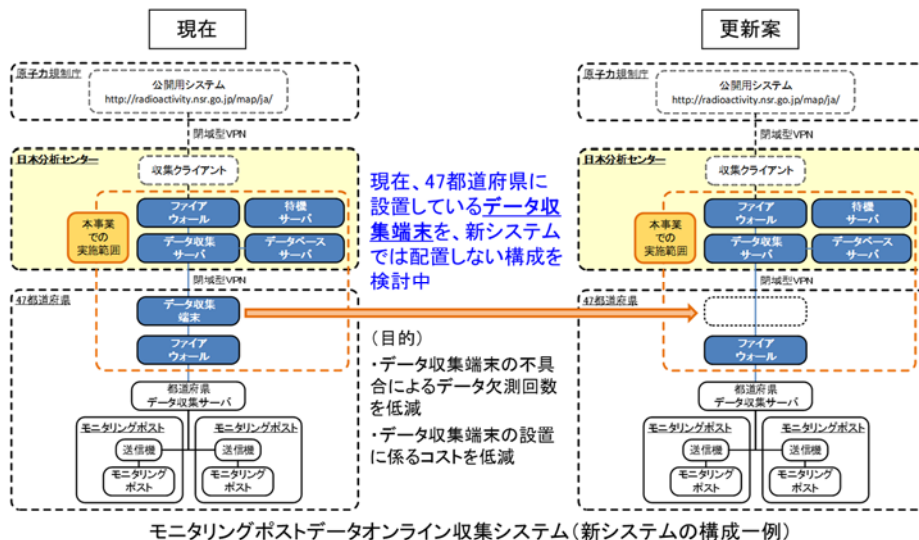 現在
更新案
原子力規制庁
公開用システム
http://radioactivity.nsr.go.jp/map/ja/
閉域型VPN
日本分析センター
収集クライアント
ファイア
ウォール
待機
サーバ
本事業
での
実施範囲
データ収集
サーバ
データベース
サーバ
閉域型VPN
47都道府県
データ収集
端末
ファイア
ウォール
都道府県
データ収集サーバ
モニタリングポスト
送信機
モニタリング
ポスト
モニタリングポスト
送信機
モニタリング
ポスト
現在、47都道府県に
設置しているデータ収
集端末を、新システム
では配置しない構成を
検討中
(目的)
・データ収集端末の不具
合によるデータ欠測回数
を低減
・データ収集端末の設置
に係るコストを低減
原子力規制庁
公開用システム
http://radioactivity.nsr.go.jp/map/ja/
閉域型VPN
日本分析センター
収集クライアント
ファイア
ウォール
待機
サーバ
本事業
での
実施範囲
データ収集
サーバ
データベース
サーバ
閉域型VPN
47都道府県
ファイア
ウォール
都道府県
データ収集サーバ
モニタリングポスト
送信機
モニタリング
ポスト
モニタリングポスト
送信機
モニタリング
ポスト
モニタリングポストデータオンライン収集システム(新システムの構成一例)